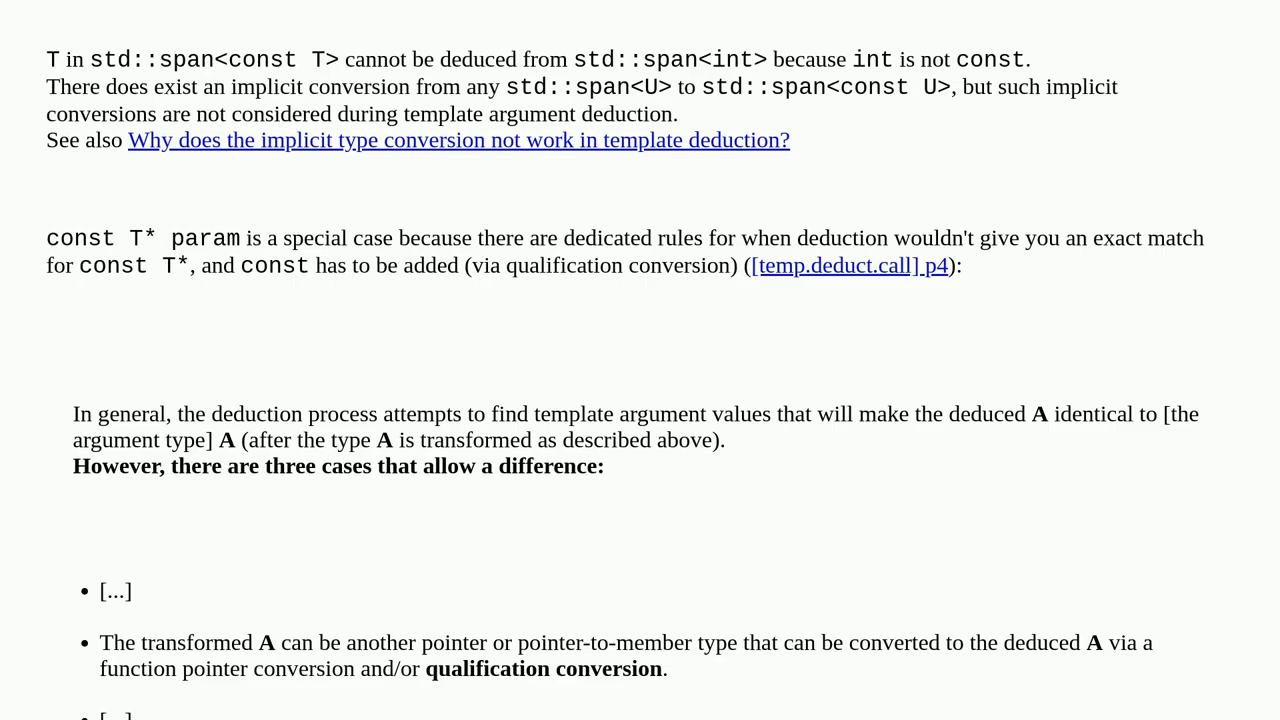 T in std::span<const T> cannot be deduced from std::span<int> because int is not const.
There does exist an implicit conversion from any std::span<U> to std::span<const U>, but such implicit
conversions are not considered during template argument deduction.
See also Why does the implicit type conversion not work in template deduction?
const T* param is a special case because there are dedicated rules for when deduction wouldn't give you an exact match
for const T*, and const has to be added (via qualification conversion) ([temp.deduct.call] p4):
In general, the deduction process attempts to find template argument values that will make the deduced A identical to [the
argument type] A (after the type A is transformed as described above).
However, there are three cases that allow a difference:
• [...]
• The transformed A can be another pointer or pointer-to-member type that can be converted to the deduced A via a
function pointer conversion and/or qualification conversion.